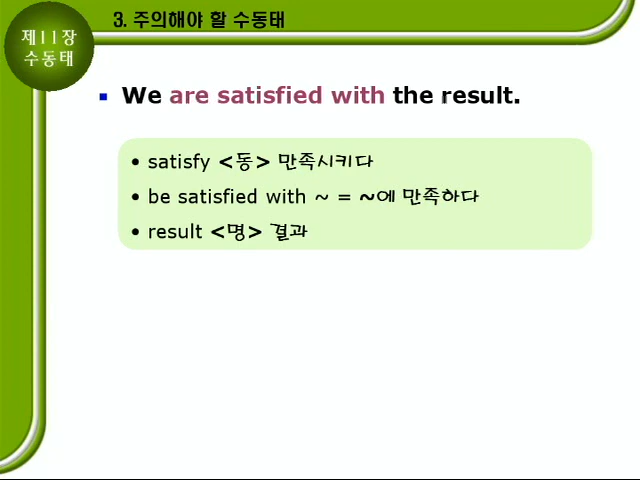 3. 주의해야 할 수동태
제11장
수동태
We are satisfied with the result.
• satisfy <동> 만족시키다
• be satisfied with ~ = ~에 만족하다
• result <명> 결과